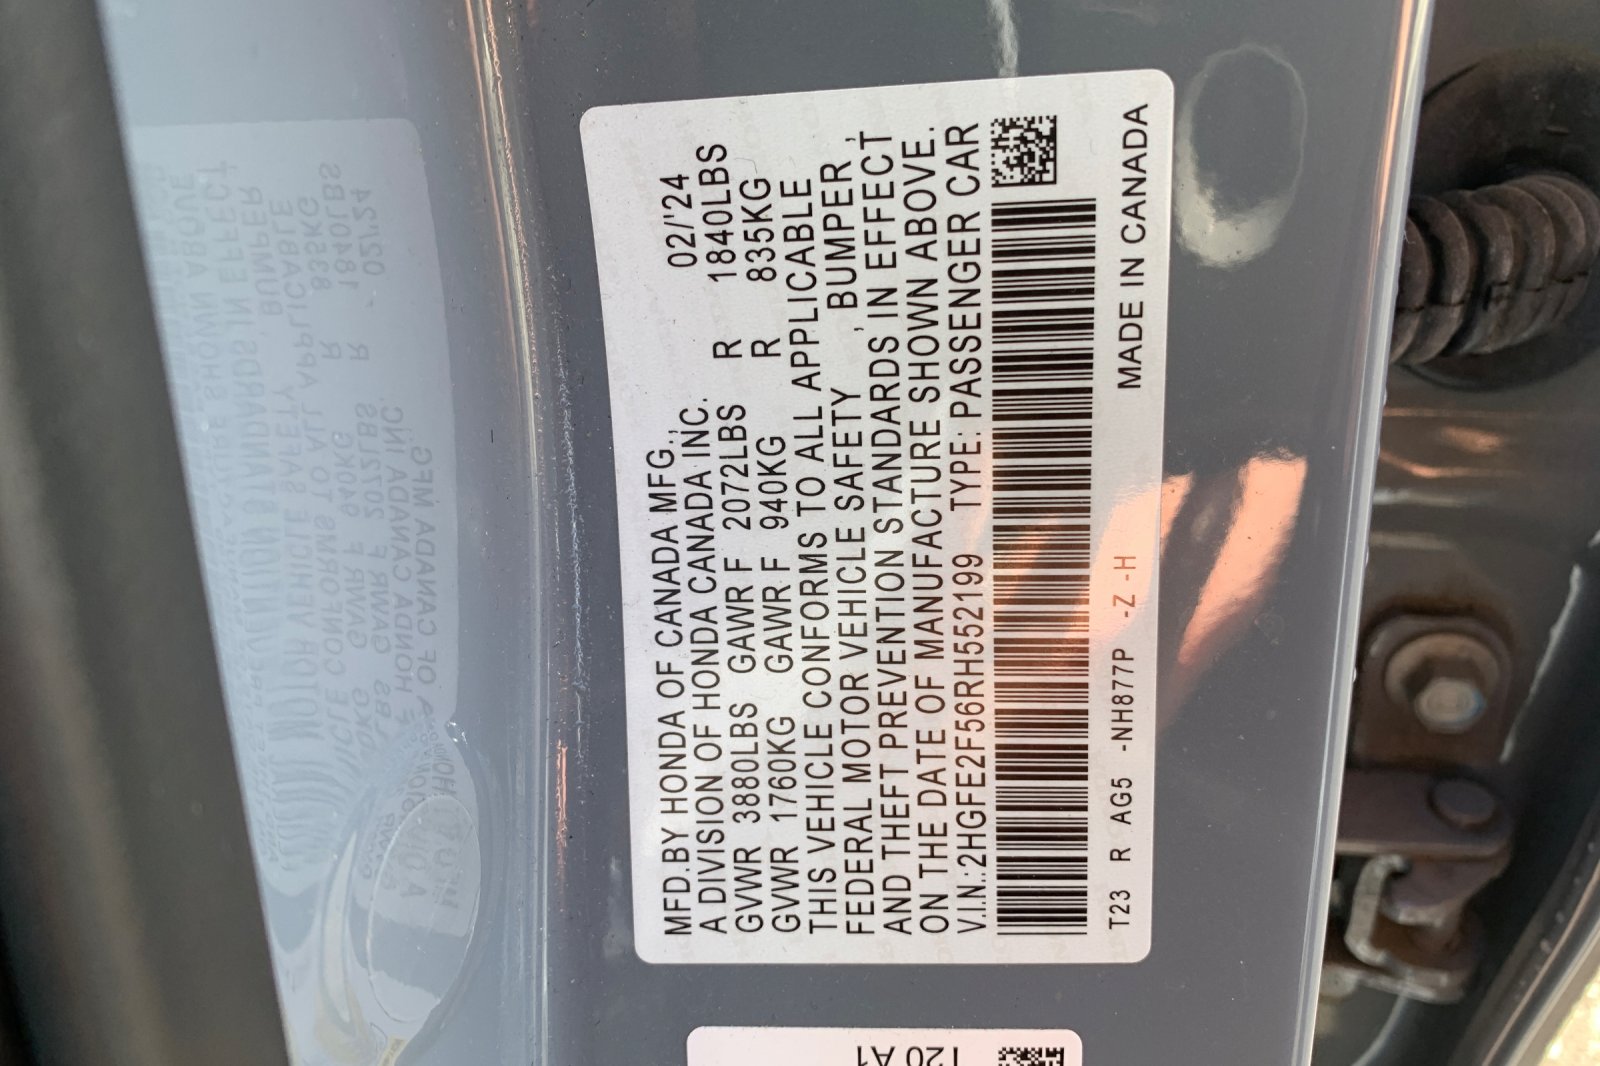 MFD.BY HONDA OF CANADA MFG., 02/'24
A DIVISION OF HONDA CANADA INC.
GVWR 3880LBS GAWR F 2072LBS R 1840LBS
GVWR 1760KG GAWR F 940KG R 835KG
THIS VEHICLE CONFORMS TO ALL APPLICABLE
FEDERAL MOTOR VEHICLE SAFETY, BUMPER,
AND THEFT PREVENTION STANDARDS IN EFFECT
ON THE DATE OF MANUFACTURE SHOWN ABOVE.
V.I.N.:2HGFE2F56RH552199 TYPE: PASSENGER CAR
T23 R AG5 -NH877P -Z -H MADE IN CANADA
T20 A1